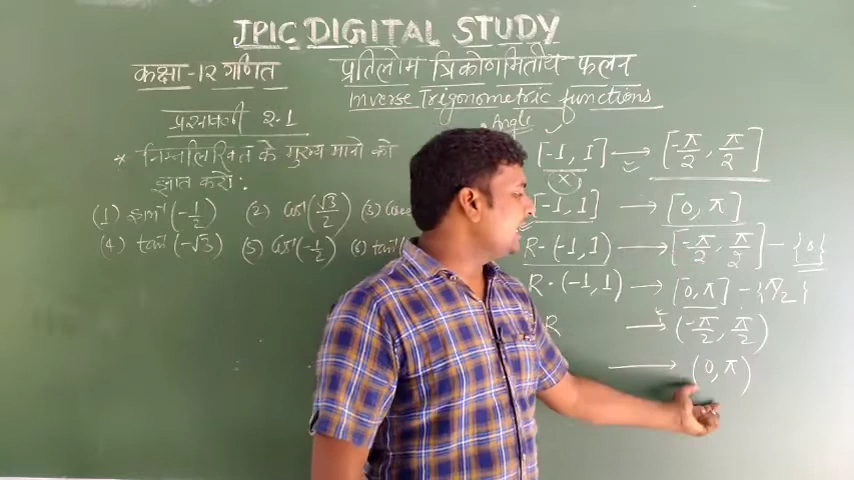 JPIC DIGITAL STUDY
कक्षा-12 गणित
प्रतिलोम त्रिकोणमितीय फलन
Inverse Trigonometric functions
प्रश्नावली 2.1
* निम्नलिखित के मुख्य मानों को
ज्ञात करो:
(1) sin⁻¹(-1/2) (2) cos⁻¹(√3/2) (3) Cosec
(4) tan⁻¹(-√3) (5) cos⁻¹(-1/2) (6) tan⁻¹
Angle
[-1, 1] → [-π/2, π/2]
(x)
[-1, 1] → [0, π]
R - (-1, 1) → [-π/2, π/2] - {0}
R - (-1, 1) → [0, π] - {π/2}
R → (-π/2, π/2)
→ (0, π)